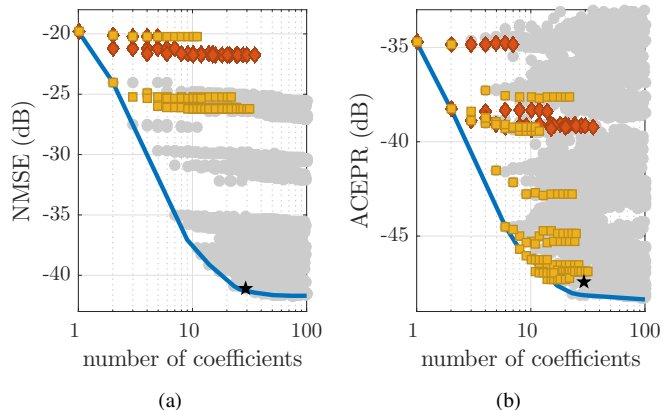 -20
-25
-30
-35
-40
NMSE (dB)
1
10
100
number of coefficients
(a)
-35
-40
-45
ACEPR (dB)
1
10
100
number of coefficients
(b)